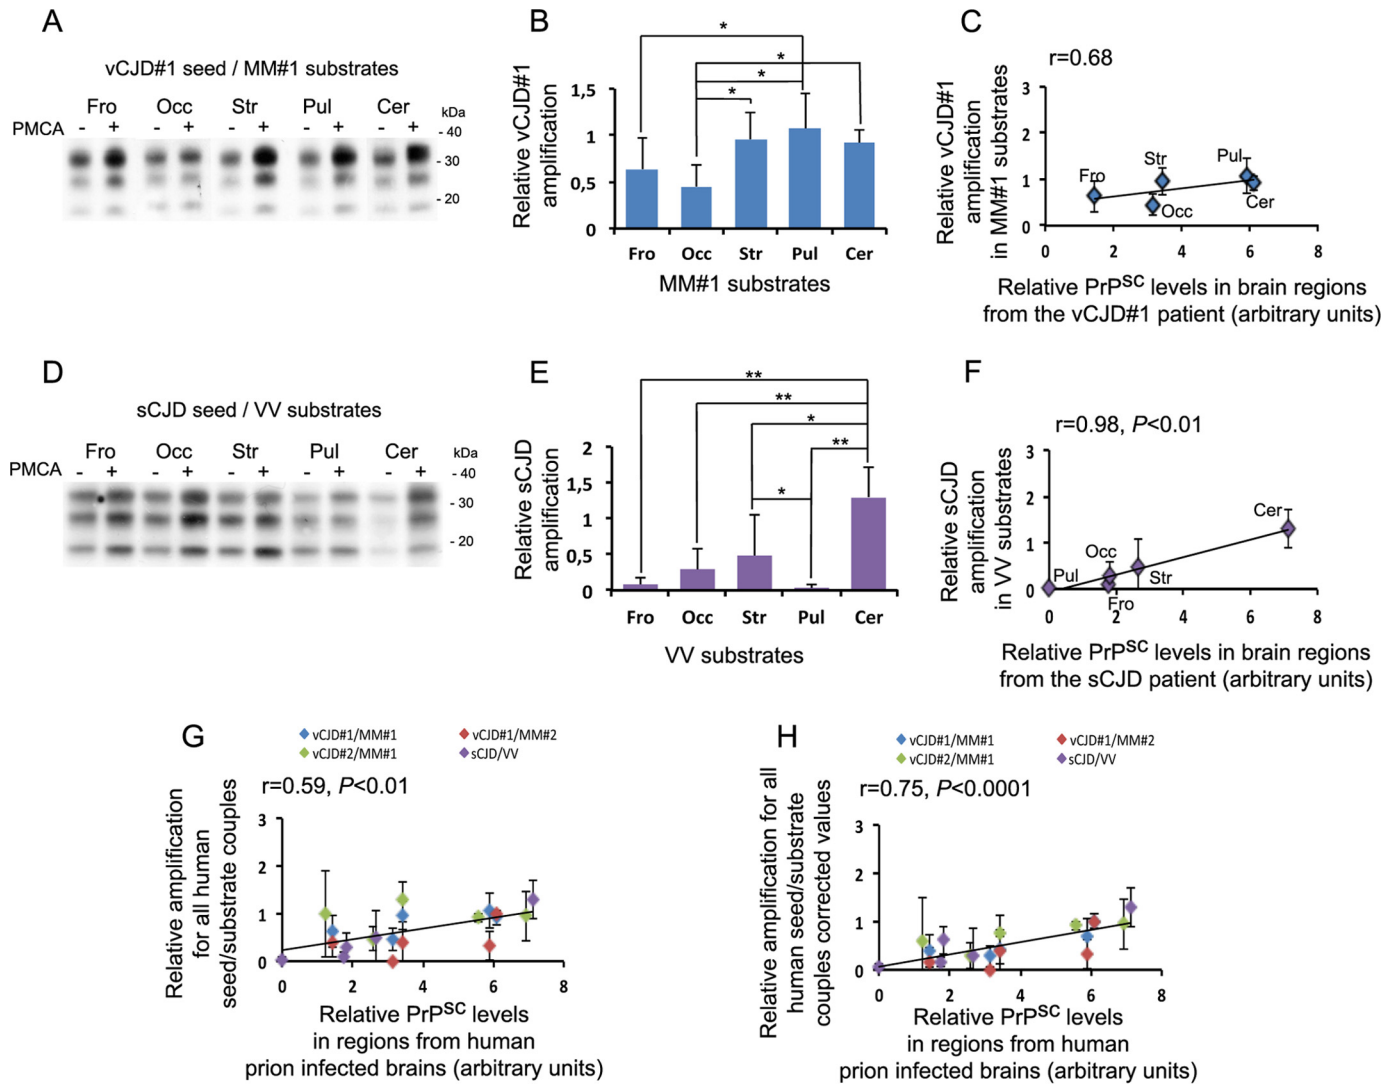 A
vCJD#1 seed / MM#1 substrates
Fro Occ Str Pul Cer
PMCA - + - + - + - + - +
kDa
- 40
- 30
- 20
B
Relative vCJD#1
amplification
* * * *
1,5
1
0,5
0
Fro Occ Str Pul Cer
MM#1 substrates
C
r=0.68
Relative vCJD#1
amplification
in MM#1 substrates
3
2
1
0
Fro Str Occ Pul Cer
0 2 4 6 8
Relative PrPSC levels in brain regions
from the vCJD#1 patient (arbitrary units)
D
sCJD seed / VV substrates
Fro Occ Str Pul Cer
PMCA - + - + - + - + - +
kDa
- 40
- 30
- 20
E
Relative sCJD
amplification
** ** * ** *
2
1,5
1
0,5
0
Fro Occ Str Pul Cer
VV substrates
F
r=0.98, P<0.01
Relative sCJD
amplification
in VV substrates
3
2
1
0
Pul Occ Fro Str Cer
0 2 4 6 8
Relative PrPSC levels in brain regions
from the sCJD patient (arbitrary units)
G
vCJD#1/MM#1 vCJD#1/MM#2
vCJD#2/MM#1 sCJD/VV
r=0.59, P<0.01
Relative amplification
for all human
seed/substrate couples
3
2
1
0
0 2 4 6 8
Relative PrPSC levels
in regions from human
prion infected brains (arbitrary units)
H
vCJD#1/MM#1 vCJD#1/MM#2
vCJD#2/MM#1 sCJD/VV
r=0.75, P<0.0001
Relative amplification for all
human seed/substrate
couples corrected values
3
2
1
0
0 2 4 6 8
Relative PrPSC levels
in regions from human
prion infected brains (arbitrary units)